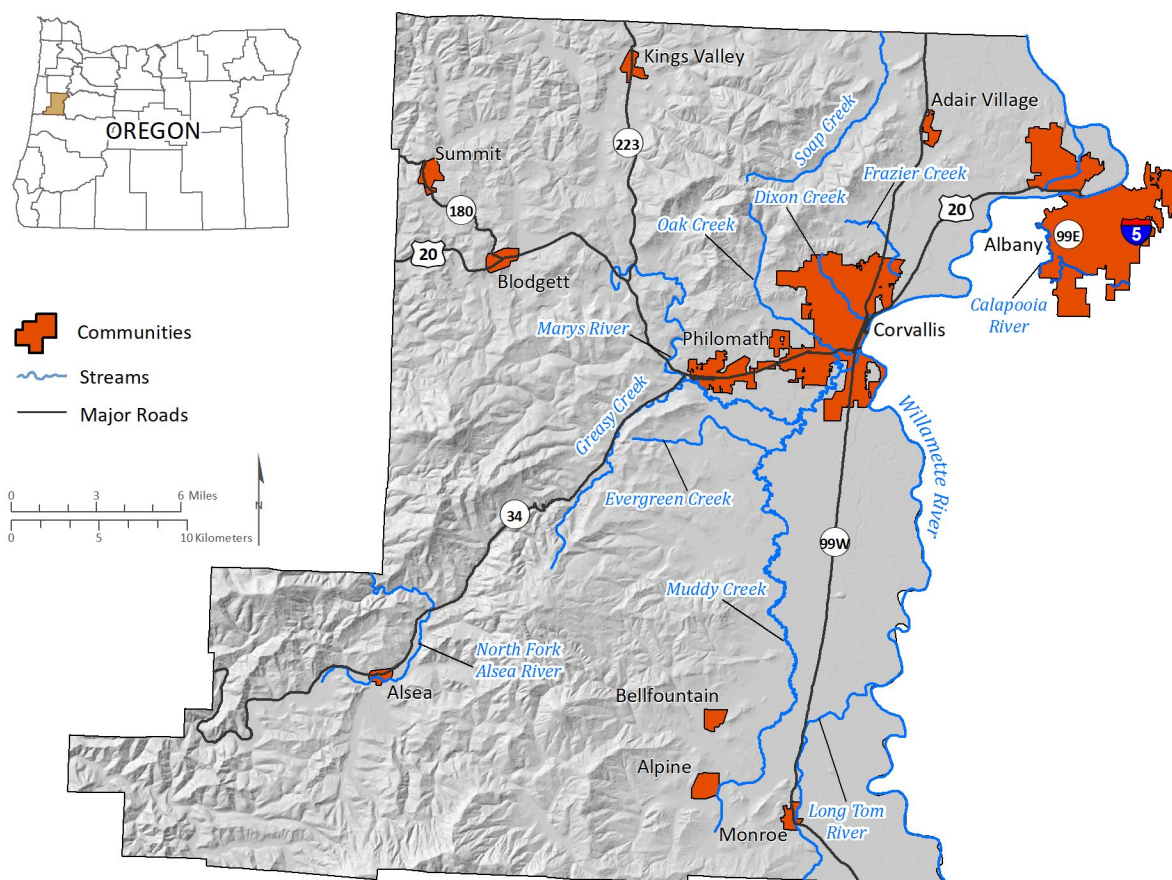 OREGON
Communities
Streams
Major Roads
0 3 6 Miles
0 5 10 Kilometers
N
Kings Valley
Adair Village
Soap Creek
223
Summit
Frazier Creek
Dixon Creek
180
20
Oak Creek
20
Albany
99E
5
Blodgett
Calapooia
River
Marys River
Philomath
Corvallis
Greasy Creek
Willamette River
Evergreen Creek
34
99W
Muddy Creek
North Fork
Alsea River
Alsea
Bellfountain
Alpine
Long Tom
River
Monroe